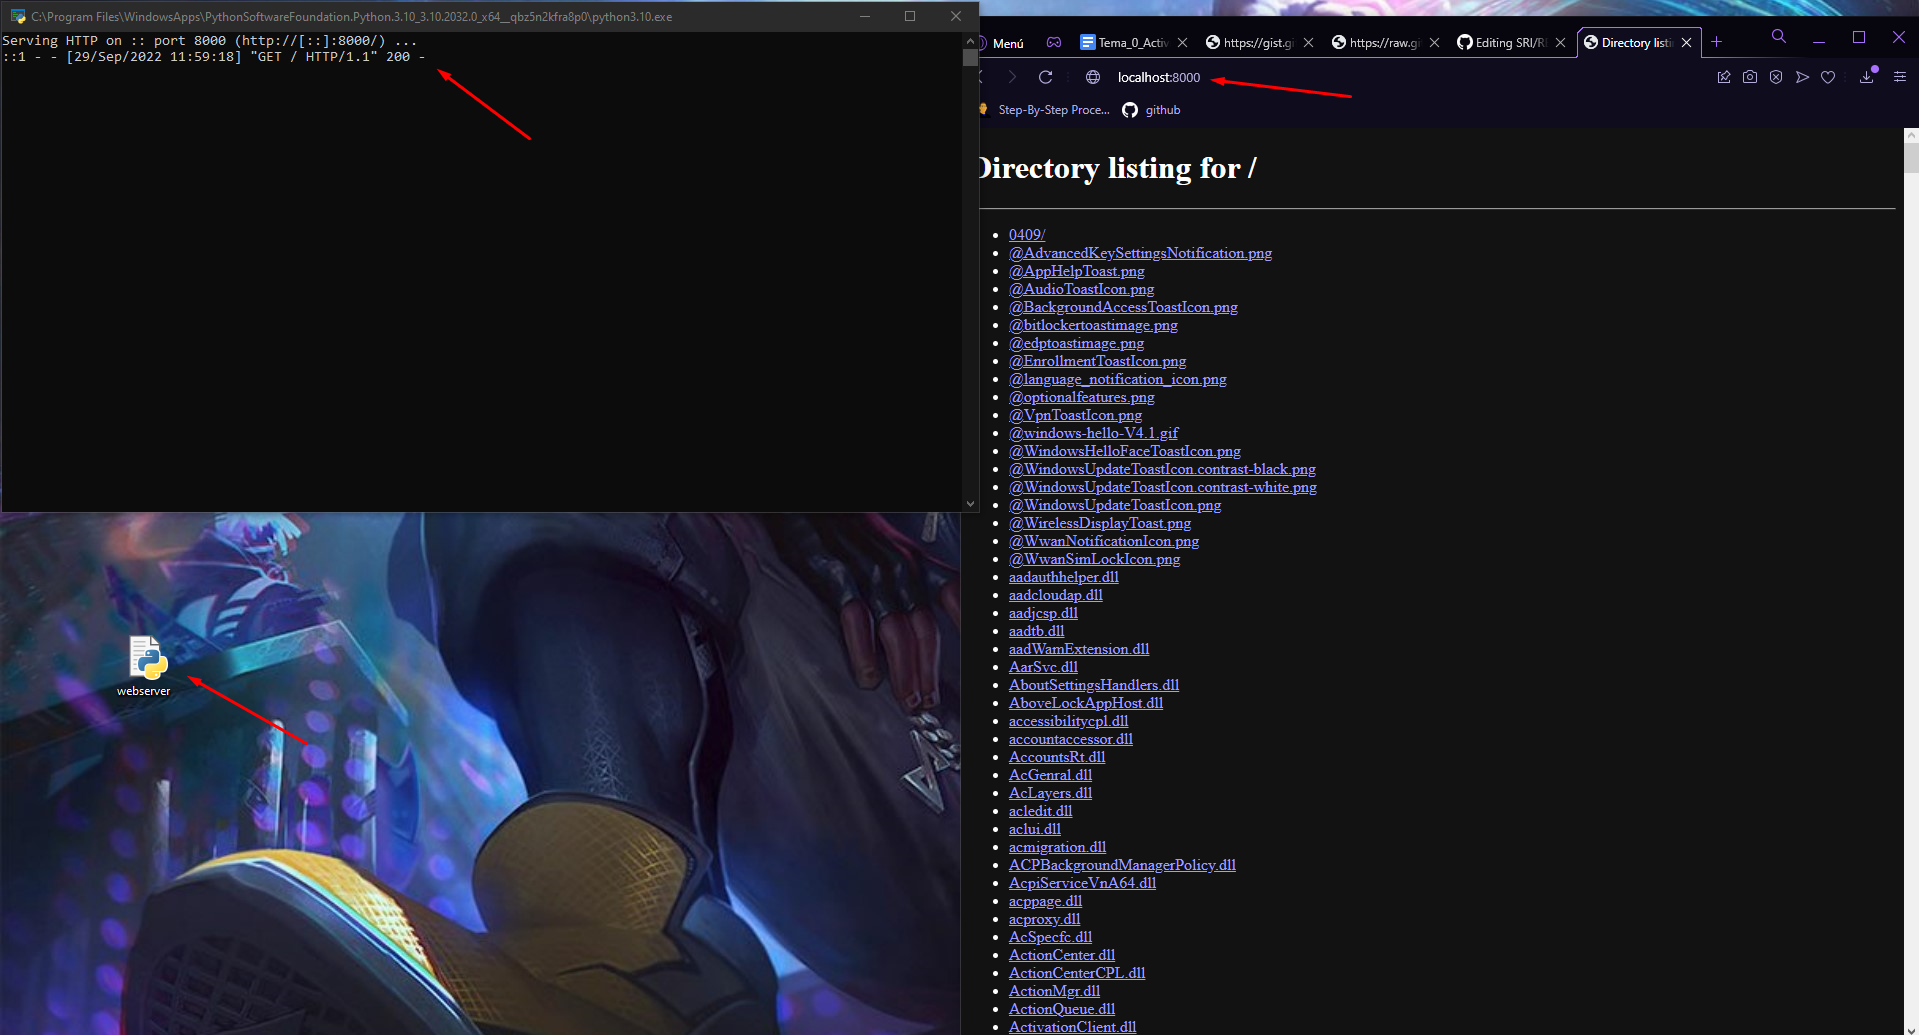 C:\Program Files\WindowsApps\PythonSoftwareFoundation.Python.3.10_3.10.2032.0_x64__qbz5n2kfra8p0\python3.10.exe
Serving HTTP on :: port 8000 (http://[::]:8000/) ...
::1 - - [29/Sep/2022 11:59:18] "GET / HTTP/1.1" 200 -
webserver
Menú
Tema_0_Activ
https://gist.gi
https://raw.gi
Editing SRI/RE
Directory listi
localhost:8000
Step-By-Step Proce...
github
Directory listing for /
0409/
@AdvancedKeySettingsNotification.png
@AppHelpToast.png
@AudioToastIcon.png
@BackgroundAccessToastIcon.png
@bitlockertoastimage.png
@edptoastimage.png
@EnrollmentToastIcon.png
@language_notification_icon.png
@optionalfeatures.png
@VpnToastIcon.png
@windows-hello-V4.1.gif
@WindowsHelloFaceToastIcon.png
@WindowsUpdateToastIcon.contrast-black.png
@WindowsUpdateToastIcon.contrast-white.png
@WindowsUpdateToastIcon.png
@WirelessDisplayToast.png
@WwanNotificationIcon.png
@WwanSimLockIcon.png
aadauthhelper.dll
aadcloudap.dll
aadjcsp.dll
aadtb.dll
aadWamExtension.dll
AarSvc.dll
AboutSettingsHandlers.dll
AboveLockAppHost.dll
accessibilitycpl.dll
accountaccessor.dll
AccountsRt.dll
AcGenral.dll
AcLayers.dll
acledit.dll
aclui.dll
acmigration.dll
ACPBackgroundManagerPolicy.dll
AcpiServiceVnA64.dll
acppage.dll
acproxy.dll
AcSpecfc.dll
ActionCenter.dll
ActionCenterCPL.dll
ActionMgr.dll
ActionQueue.dll
ActivationClient.dll